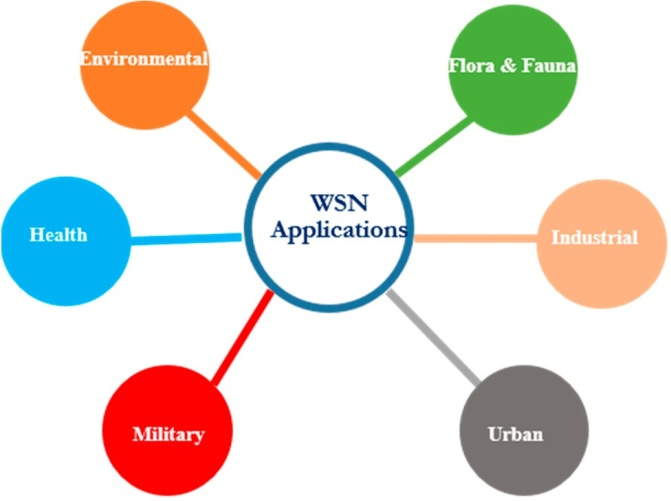 Environmental
Flora & Fauna
WSN
Applications
Health
Industrial
Military
Urban